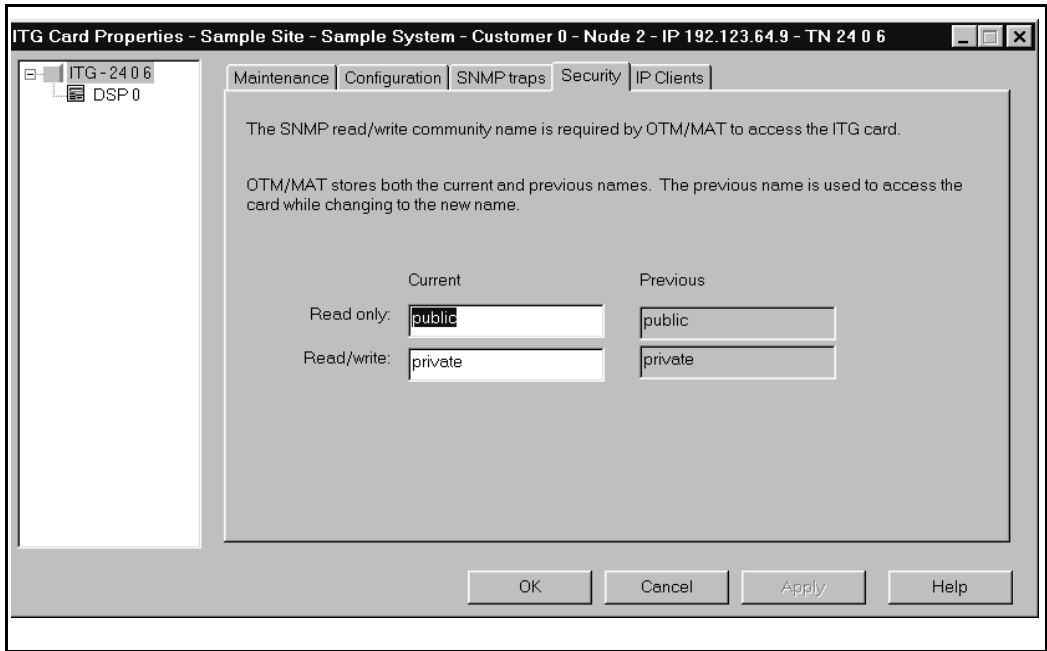 ITG Card Properties - Sample Site - Sample System - Customer 0 - Node 2 - IP 192.123.64.9 - TN 24 0 6
ITG - 24 0 6
DSP 0
Maintenance Configuration SNMP traps Security IP Clients
The SNMP read/write community name is required by OTM/MAT to access the ITG card.
OTM/MAT stores both the current and previous names. The previous name is used to access the
card while changing to the new name.
Current Previous
Read only: public public
Read/write: private private
OK Cancel Apply Help